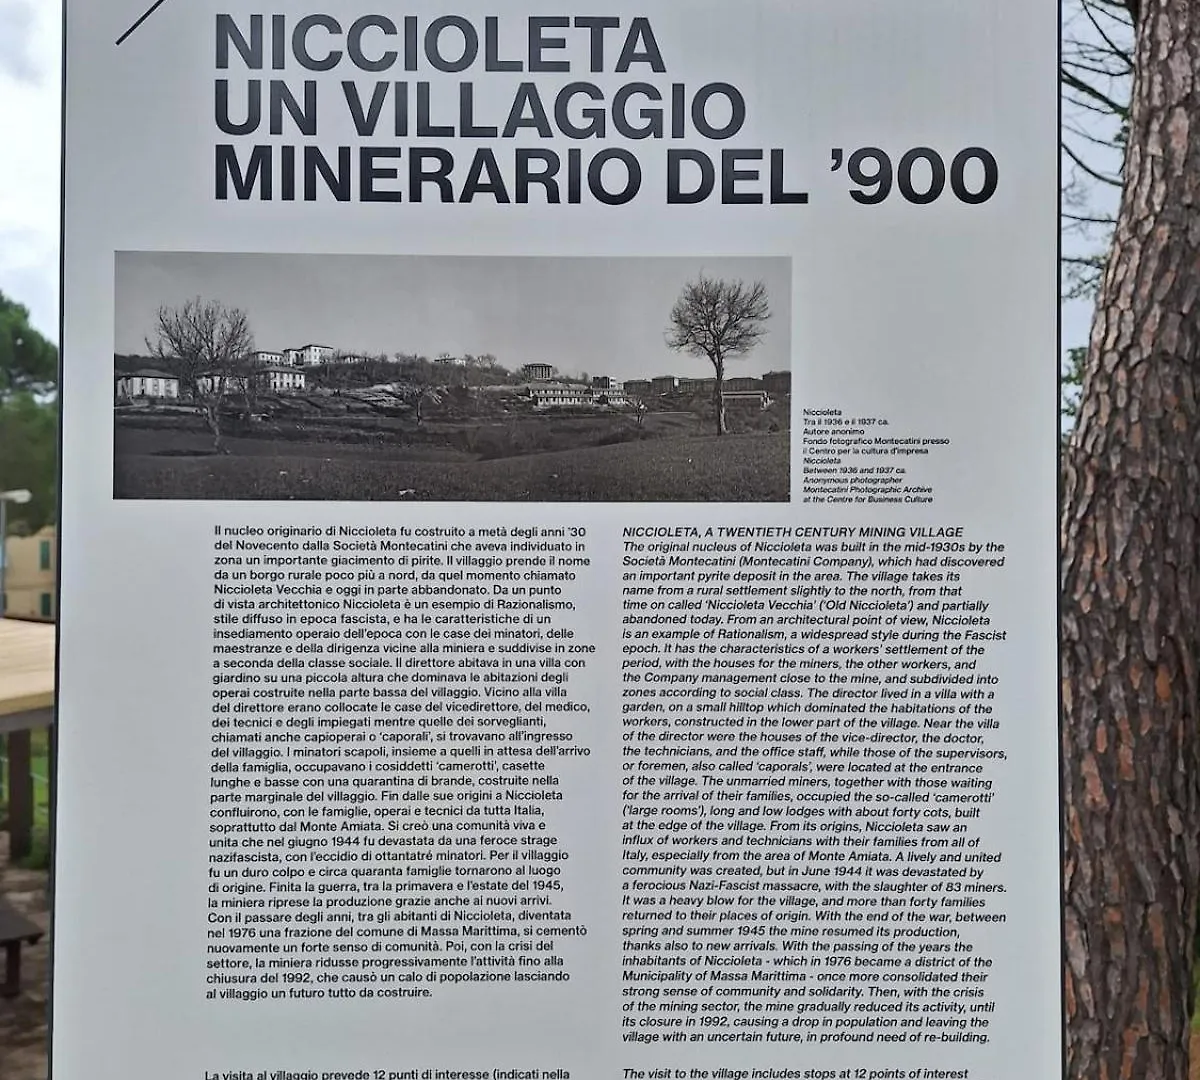 NICCIOLETA
UN VILLAGGIO
MINERARIO DEL ’900
Niccioleta
Tra il 1936 e il 1937 ca.
Autore anonimo
Fondo fotografico Montecatini presso
il Centro per la cultura d’impresa
Niccioleta
Between 1936 and 1937 ca.
Anonymous photographer
Montecatini Photographic Archive
at the Centre for Business Culture
Il nucleo originario di Niccioleta fu costruito a metà degli anni ’30
del Novecento dalla Società Montecatini che aveva individuato in
zona un importante giacimento di pirite. Il villaggio prende il nome
da un borgo rurale poco più a nord, da quel momento chiamato
Niccioleta Vecchia e oggi in parte abbandonato. Da un punto
di vista architettonico Niccioleta è un esempio di Razionalismo,
stile diffuso in epoca fascista, e ha le caratteristiche di un
insediamento operaio dell’epoca con le case dei minatori, delle
maestranze e della dirigenza vicine alla miniera e suddivise in zone
a seconda della classe sociale. Il direttore abitava in una villa con
giardino su una piccola altura che dominava le abitazioni degli
operai costruite nella parte bassa del villaggio. Vicino alla villa
del direttore erano collocate le case del vicedirettore, del medico,
dei tecnici e degli impiegati mentre quelle dei sorveglianti,
chiamati anche capioperai o ‘caporali’, si trovavano all’ingresso
del villaggio. I minatori scapoli, insieme a quelli in attesa dell’arrivo
della famiglia, occupavano i cosiddetti ‘camerotti’, casette
lunghe e basse con una quarantina di brande, costruite nella
parte marginale del villaggio. Fin dalle sue origini a Niccioleta
confluirono, con le famiglie, operai e tecnici da tutta Italia,
soprattutto dal Monte Amiata. Si creò una comunità viva e
unita che nel giugno 1944 fu devastata da una feroce strage
nazifascista, con l’eccidio di ottantatré minatori. Per il villaggio
fu un duro colpo e circa quaranta famiglie tornarono al luogo
di origine. Finita la guerra, tra la primavera e l’estate del 1945,
la miniera riprese la produzione grazie anche ai nuovi arrivi.
Con il passare degli anni, tra gli abitanti di Niccioleta, diventata
nel 1976 una frazione del comune di Massa Marittima, si cementò
nuovamente un forte senso di comunità. Poi, con la crisi del
settore, la miniera ridusse progressivamente l’attività fino alla
chiusura del 1992, che causò un calo di popolazione lasciando
al villaggio un futuro tutto da costruire.
La visita al villaggio prevede 12 punti di interesse (indicati nella
NICCIOLETA, A TWENTIETH CENTURY MINING VILLAGE
The original nucleus of Niccioleta was built in the mid-1930s by the
Società Montecatini (Montecatini Company), which had discovered
an important pyrite deposit in the area. The village takes its
name from a rural settlement slightly to the north, from that
time on called ‘Niccioleta Vecchia’ (‘Old Niccioleta’) and partially
abandoned today. From an architectural point of view, Niccioleta
is an example of Rationalism, a widespread style during the Fascist
epoch. It has the characteristics of a workers’ settlement of the
period, with the houses for the miners, the other workers, and
the Company management close to the mine, and subdivided into
zones according to social class. The director lived in a villa with a
garden, on a small hilltop which dominated the habitations of the
workers, constructed in the lower part of the village. Near the villa
of the director were the houses of the vice-director, the doctor,
the technicians, and the office staff, while those of the supervisors,
or foremen, also called ‘caporals’, were located at the entrance
of the village. The unmarried miners, together with those waiting
for the arrival of their families, occupied the so-called ‘camerotti’
(‘large rooms’), long and low lodges with about forty cots, built
at the edge of the village. From its origins, Niccioleta saw an
influx of workers and technicians with their families from all of
Italy, especially from the area of Monte Amiata. A lively and united
community was created, but in June 1944 it was devastated by
a ferocious Nazi-Fascist massacre, with the slaughter of 83 miners.
It was a heavy blow for the village, and more than forty families
returned to their places of origin. With the end of the war, between
spring and summer 1945 the mine resumed its production,
thanks also to new arrivals. With the passing of the years the
inhabitants of Niccioleta - which in 1976 became a district of the
Municipality of Massa Marittima - once more consolidated their
strong sense of community and solidarity. Then, with the crisis
of the mining sector, the mine gradually reduced its activity, until
its closure in 1992, causing a drop in population and leaving the
village with an uncertain future, in profound need of re-building.
The visit to the village includes stops at 12 points of interest